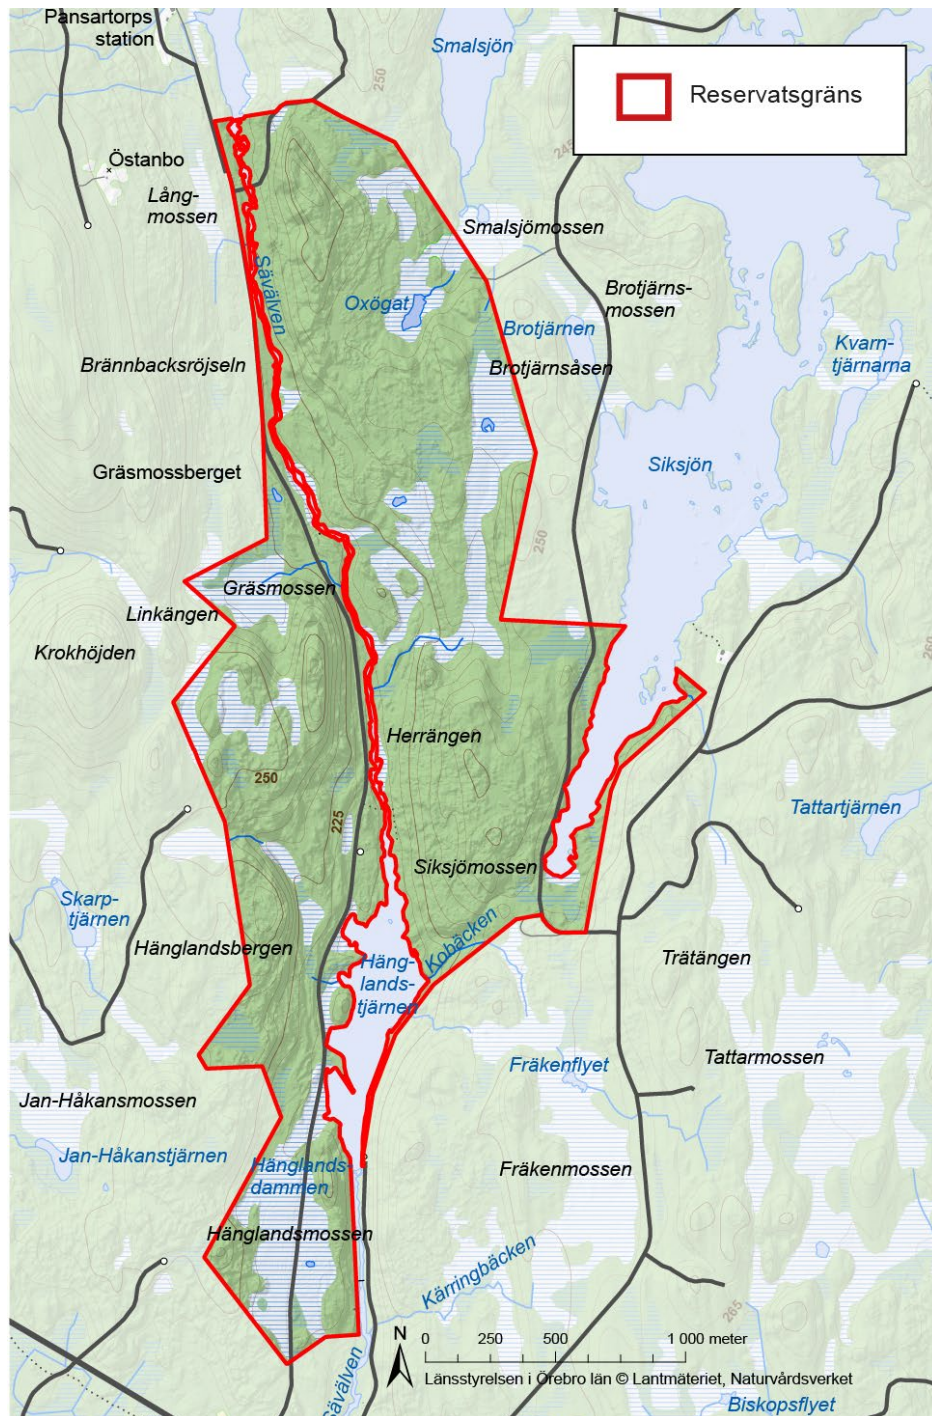 Pansartorps
station
Smalsjön
250
Reservatsgräns
245
Östanbo
Lång-
mossen
Smalsjömossen
Sävälven
Oxögat
Brotjärns-
mossen
Brotjärnen
Kvarn-
tjärnarna
Brännbacksröjseln
Brotjärnsåsen
Gräsmossberget
Siksjön
250
Gräsmossen
Linkängen
Krokhöjden
260
Herrängen
250
225
Tattartjärnen
Siksjömossen
Skarp-
tjärnen
Hänglandsbergen
Kobäcken
Häng-
lands-
tjärnen
Trätängen
Fräkenflyet
Tattarmossen
Jan-Håkansmossen
Jan-Håkanstjärnen
Hänglands-
dammen
Fräkenmossen
Hänglandsmossen
Kärringbäcken
265
N
0 250 500 1 000 meter
Länsstyrelsen i Örebro län © Lantmäteriet, Naturvårdsverket
Sävälven
Biskopsflyet